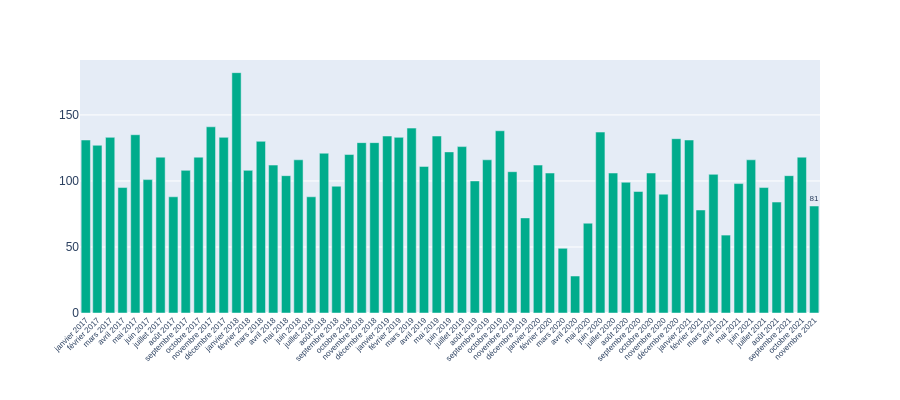 150
100
50
0
81
janvier 2017
février 2017
mars 2017
avril 2017
mai 2017
juin 2017
juillet 2017
août 2017
septembre 2017
octobre 2017
novembre 2017
décembre 2017
janvier 2018
février 2018
mars 2018
avril 2018
mai 2018
juin 2018
juillet 2018
août 2018
septembre 2018
octobre 2018
novembre 2018
décembre 2018
janvier 2019
février 2019
mars 2019
avril 2019
mai 2019
juin 2019
juillet 2019
août 2019
septembre 2019
octobre 2019
novembre 2019
décembre 2019
janvier 2020
février 2020
mars 2020
avril 2020
mai 2020
juin 2020
juillet 2020
août 2020
septembre 2020
octobre 2020
novembre 2020
décembre 2020
janvier 2021
février 2021
mars 2021
avril 2021
mai 2021
juin 2021
juillet 2021
août 2021
septembre 2021
octobre 2021
novembre 2021